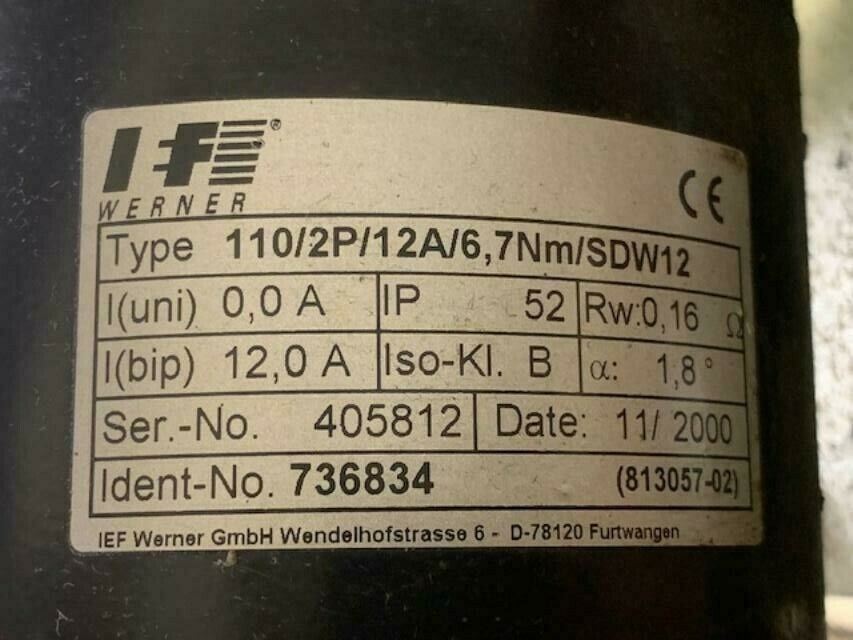 IEF®
WERNER
CE
Type 110/2P/12A/6,7Nm/SDW12
I(uni) 0,0 A IP 52 Rw:0,16 Ω
I(bip) 12,0 A Iso-Kl. B α: 1,8°
Ser.-No. 405812 Date: 11/ 2000
Ident-No. 736834 (813057-02)
IEF Werner GmbH Wendelhofstrasse 6 - D-78120 Furtwangen